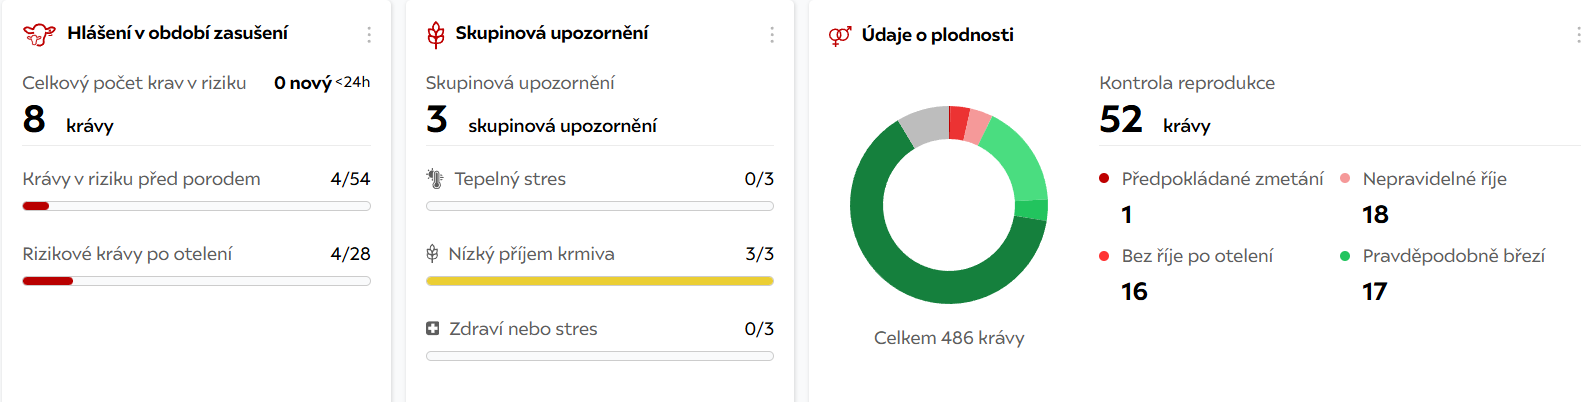 Hlášení v období zasušení
Celkový počet krav v riziku 0 nový <24h
8 krávy
Krávy v riziku před porodem 4/54
Rizikové krávy po otelení 4/28
Skupinová upozornění
Skupinová upozornění
3 skupinová upozornění
Tepelný stres 0/3
Nízký příjem krmiva 3/3
Zdraví nebo stres 0/3
Údaje o plodnosti
Celkem 486 krávy
Kontrola reprodukce
52 krávy
Předpokládané zmetání
1
Nepravidelné říje
18
Bez říje po otelení
16
Pravděpodobně březí
17